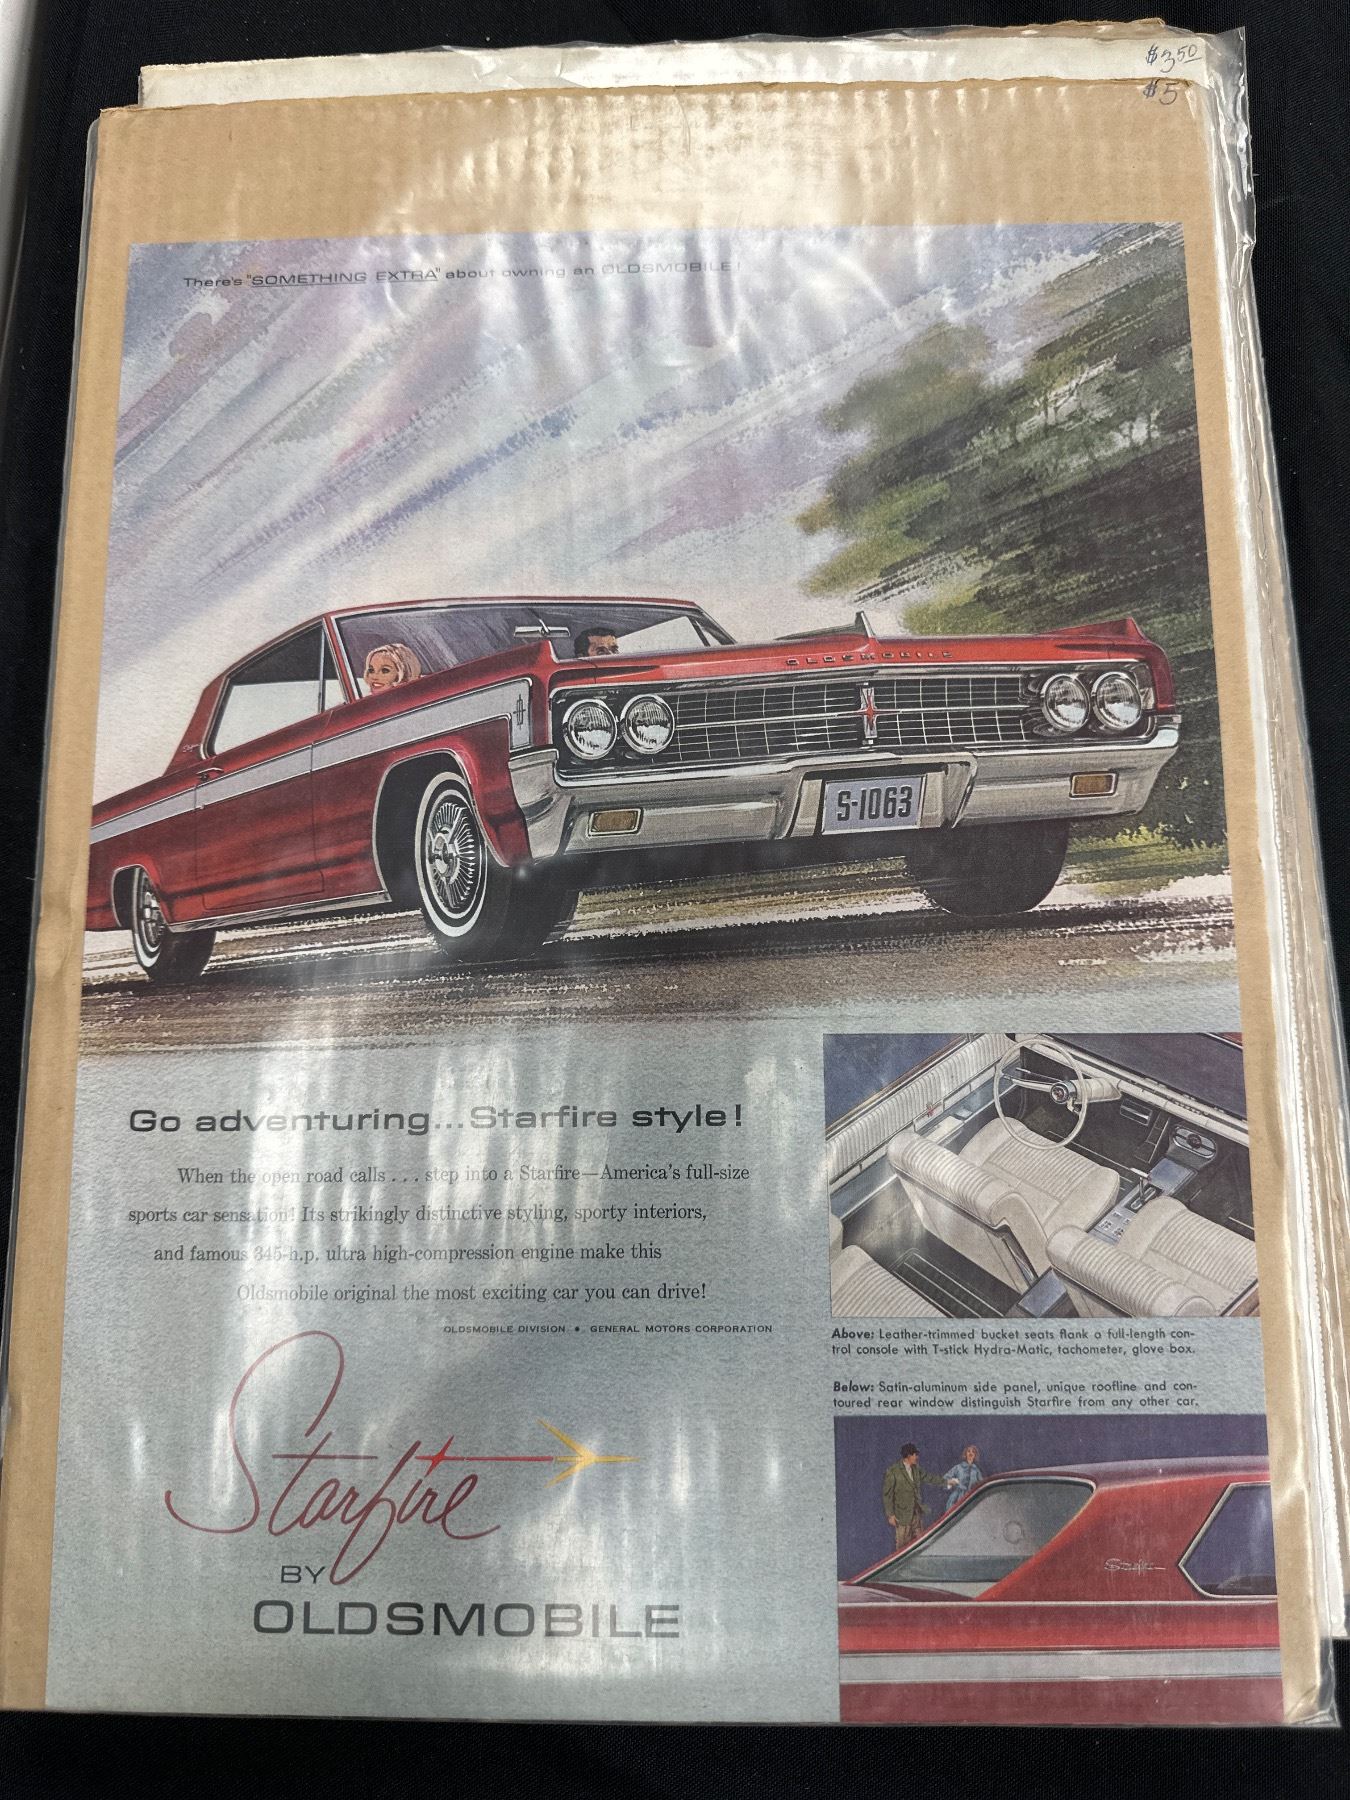 $3.50
$5
There's "SOMETHING EXTRA" about owning an OLDSMOBILE!
OLDSMOBILE
S-1063
Go adventuring...Starfire style!
When the open road calls . . . step into a Starfire—America's full-size
sports car sensation! Its strikingly distinctive styling, sporty interiors,
and famous 345-h.p. ultra high-compression engine make this
Oldsmobile original the most exciting car you can drive!
OLDSMOBILE DIVISION • GENERAL MOTORS CORPORATION
Above: Leather-trimmed bucket seats flank a full-length con-
trol console with T-stick Hydra-Matic, tachometer, glove box.
Below: Satin-aluminum side panel, unique roofline and con-
toured rear window distinguish Starfire from any other car.
Starfire
Starfire
BY
OLDSMOBILE